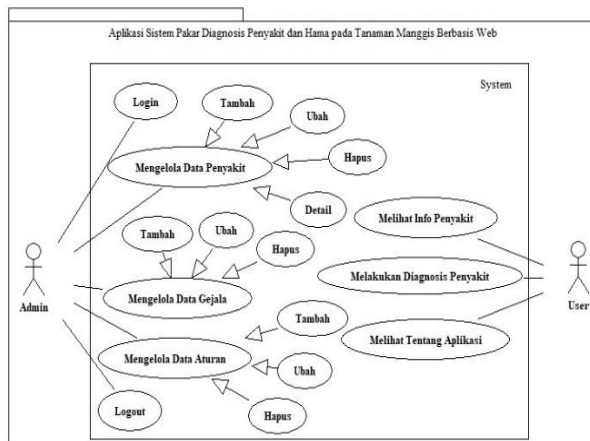 Aplikasi Sistem Pakar Diagnosis Penyakit dan Hama pada Tanaman Manggis Berbasis Web
System
Login
Tambah
Ubah
Mengelola Data Penyakit
Hapus
Detail
Melihat Info Penyakit
Tambah
Ubah
Hapus
Melakukan Diagnosis Penyakit
Admin
Mengelola Data Gejala
User
Tambah
Melihat Tentang Aplikasi
Mengelola Data Aturan
Ubah
Logout
Hapus